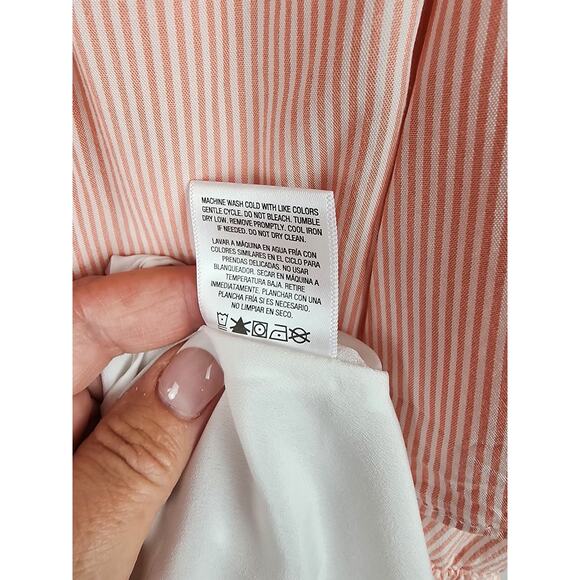 MACHINE WASH COLD WITH LIKE COLORS
GENTLE CYCLE. DO NOT BLEACH. TUMBLE
DRY LOW. REMOVE PROMPTLY. COOL IRON
IF NEEDED. DO NOT DRY CLEAN.
LAVAR A MÁQUINA EN AGUA FRÍA CON
COLORES SIMILARES EN EL CICLO PARA
PRENDAS DELICADAS. NO USAR
BLANQUEADOR. SECAR EN MÁQUINA A
TEMPERATURA BAJA. RETIRE
INMEDIATAMENTE. PLANCHAR CON UNA
PLANCHA FRÍA SI ES NECESARIO.
NO LIMPIAR EN SECO.